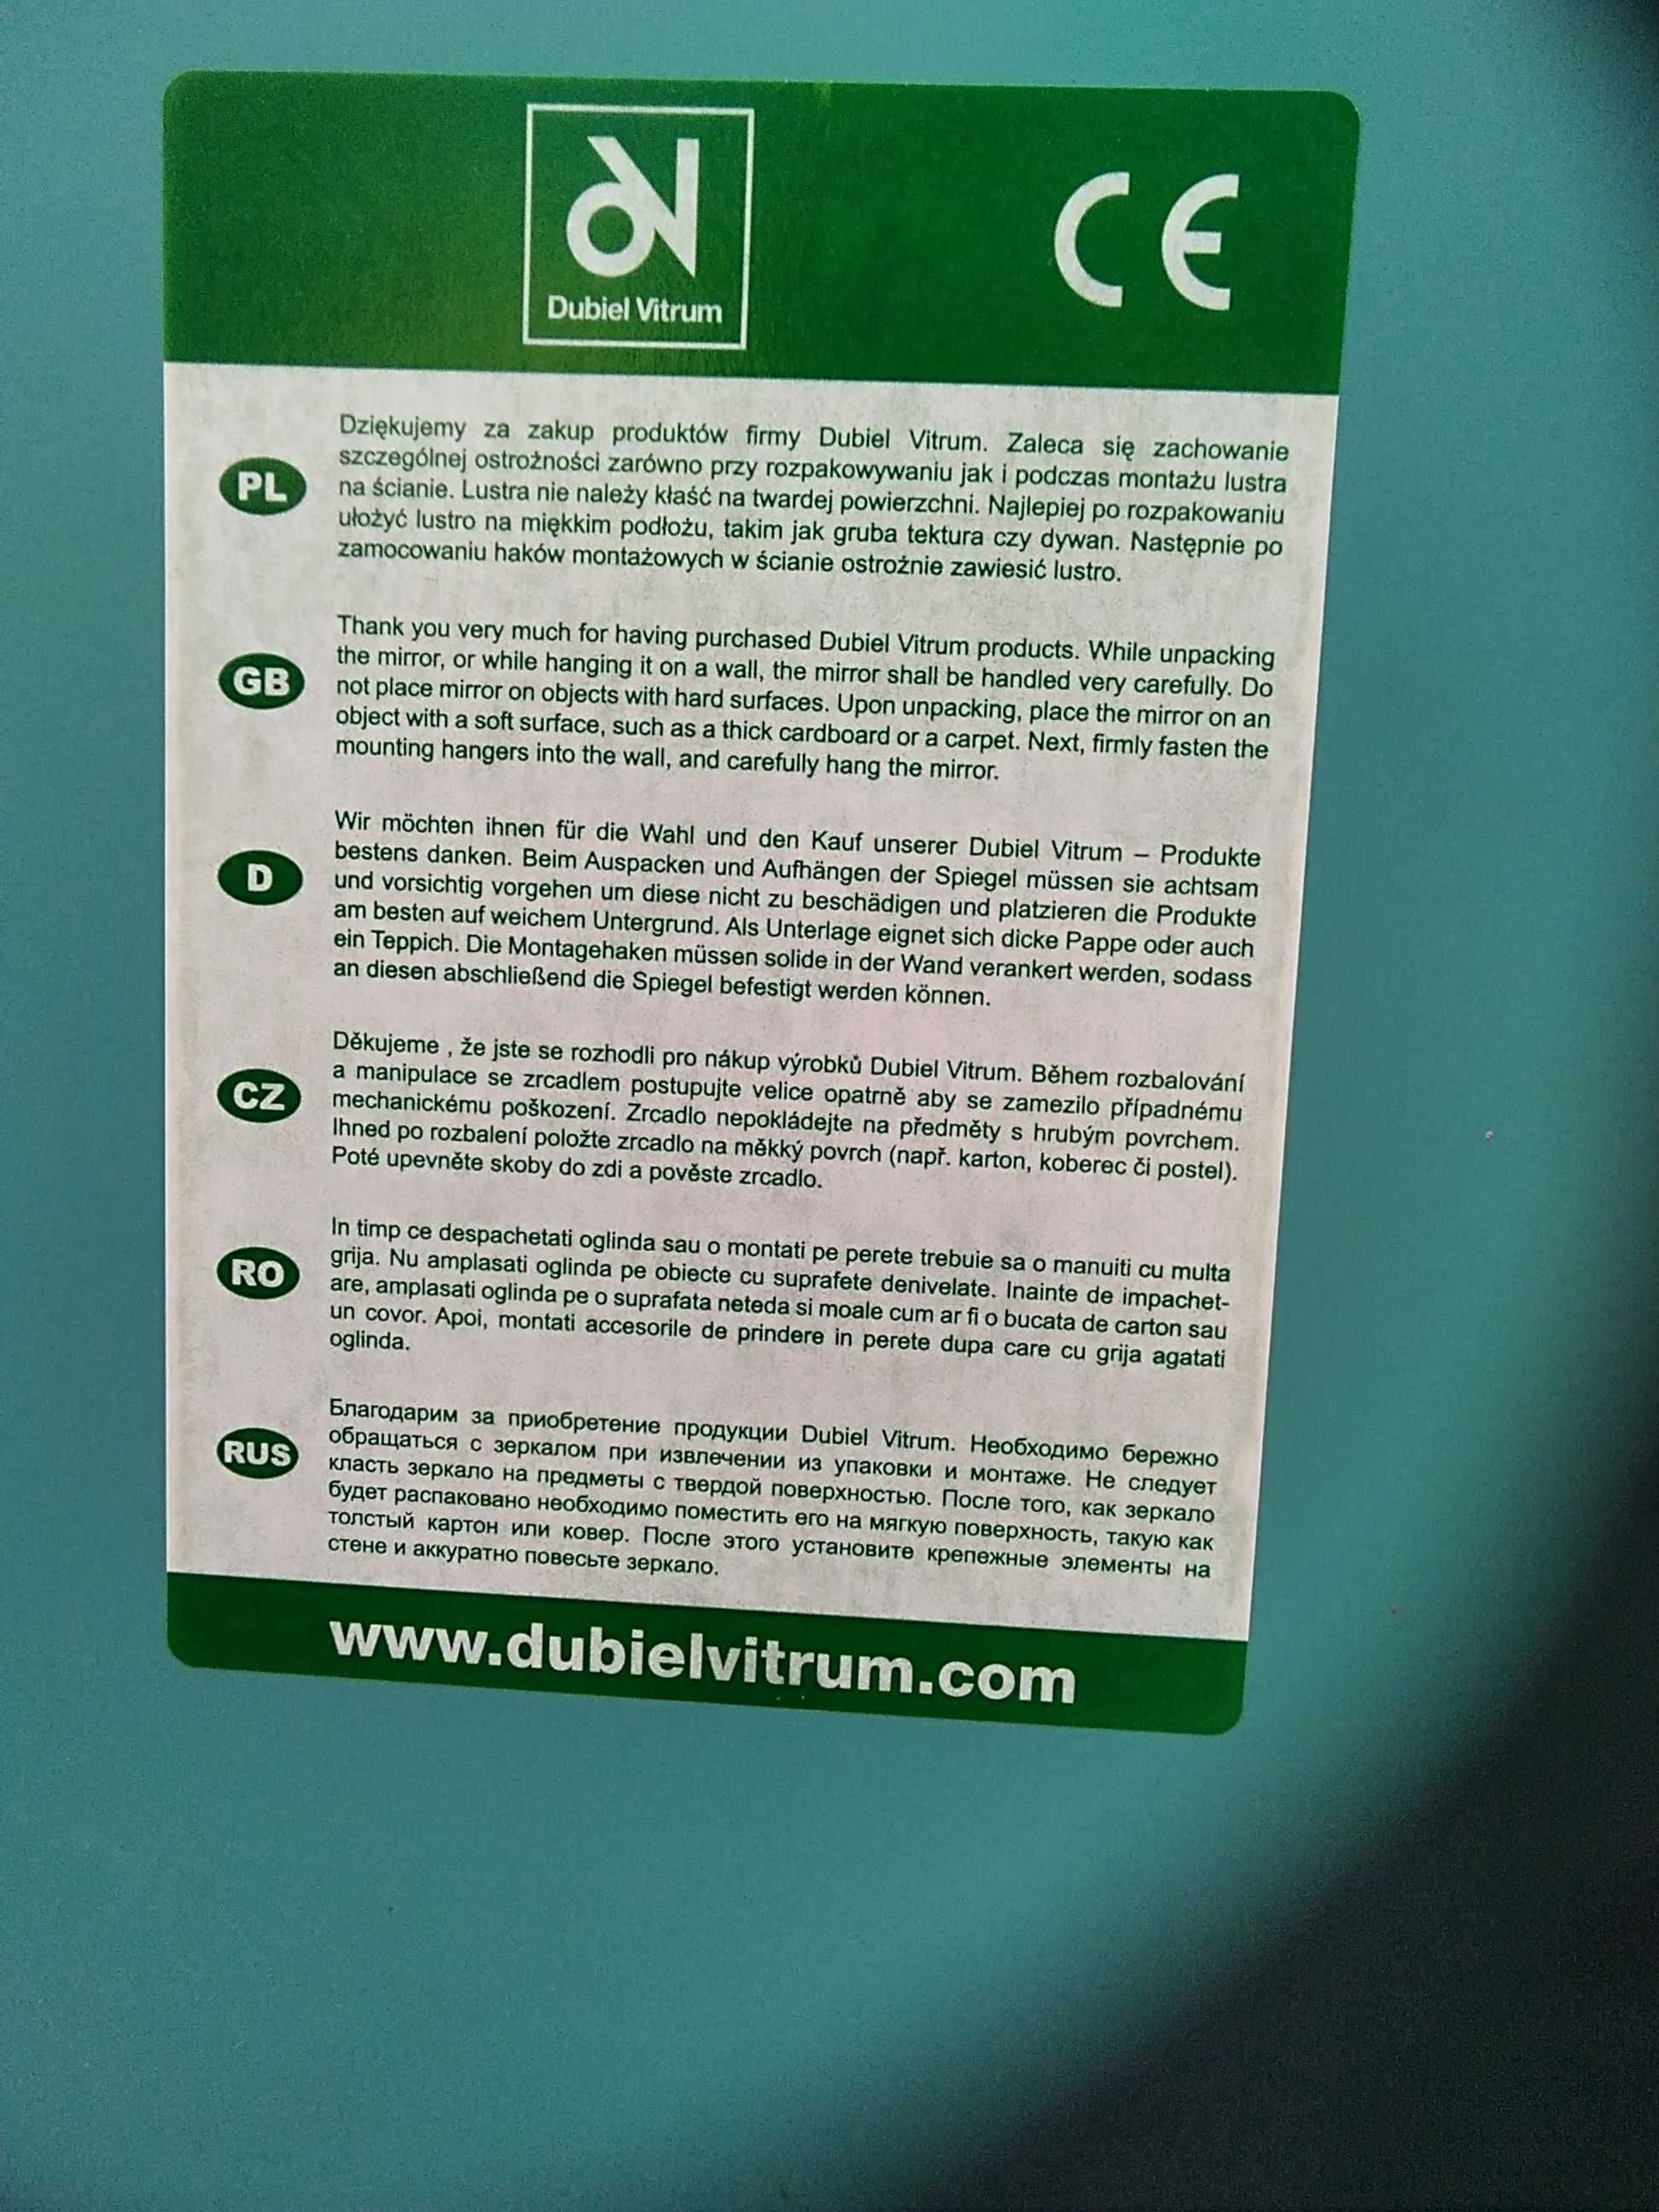 Dubiel Vitrum
CE
PL
Dziękujemy za zakup produktów firmy Dubiel Vitrum. Zaleca się zachowanie
szczególnej ostrożności zarówno przy rozpakowywaniu jak i podczas montażu lustra
na ścianie. Lustra nie należy kłaść na twardej powierzchni. Najlepiej po rozpakowaniu
ułożyć lustro na miękkim podłożu, takim jak gruba tektura czy dywan. Następnie po
zamocowaniu haków montażowych w ścianie ostrożnie zawiesić lustro.
GB
Thank you very much for having purchased Dubiel Vitrum products. While unpacking
the mirror, or while hanging it on a wall, the mirror shall be handled very carefully. Do
not place mirror on objects with hard surfaces. Upon unpacking, place the mirror on an
object with a soft surface, such as a thick cardboard or a carpet. Next, firmly fasten the
mounting hangers into the wall, and carefully hang the mirror.
D
Wir möchten ihnen für die Wahl und den Kauf unserer Dubiel Vitrum – Produkte
bestens danken. Beim Auspacken und Aufhängen der Spiegel müssen sie achtsam
und vorsichtig vorgehen um diese nicht zu beschädigen und platzieren die Produkte
am besten auf weichem Untergrund. Als Unterlage eignet sich dicke Pappe oder auch
ein Teppich. Die Montagehaken müssen solide in der Wand verankert werden, sodass
an diesen abschließend die Spiegel befestigt werden können.
CZ
Děkujeme , že jste se rozhodli pro nákup výrobků Dubiel Vitrum. Během rozbalování
a manipulace se zrcadlem postupujte velice opatrně aby se zamezilo případnému
mechanickému poškození. Zrcadlo nepokládejte na předměty s hrubým povrchem.
Ihned po rozbalení položte zrcadlo na měkký povrch (např. karton, koberec či postel).
Poté upevněte skoby do zdi a pověste zrcadlo.
RO
In timp ce despachetati oglinda sau o montati pe perete trebuie sa o manuiti cu multa
grija. Nu amplasati oglinda pe obiecte cu suprafete denivelate. Inainte de impachet-
are, amplasati oglinda pe o suprafata neteda si moale cum ar fi o bucata de carton sau
un covor. Apoi, montati accesorile de prindere in perete dupa care cu grija agatati
oglinda.
RUS
Благодарим за приобретение продукции Dubiel Vitrum. Необходимо бережно
обращаться с зеркалом при извлечении из упаковки и монтаже. Не следует
класть зеркало на предметы с твердой поверхностью. После того, как зеркало
будет распаковано необходимо поместить его на мягкую поверхность, такую как
толстый картон или ковер. После этого установите крепежные элементы на
стене и аккуратно повесьте зеркало.
www.dubielvitrum.com